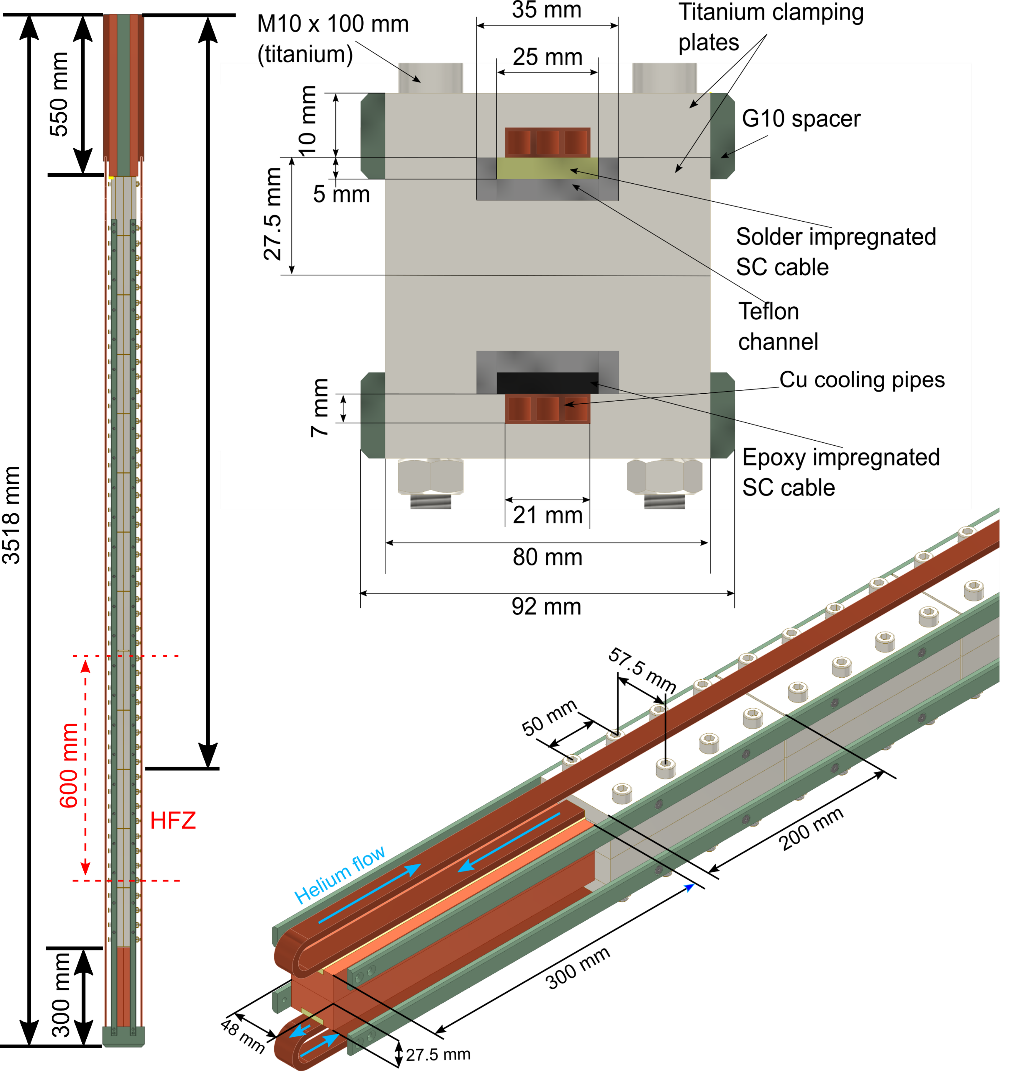 M10 x 100 mm
(titanium)
35 mm
25 mm
Titanium clamping
plates
550 mm
10 mm
G10 spacer
5 mm
27.5 mm
Solder impregnated
SC cable
Teflon
channel
Cu cooling pipes
7 mm
Epoxy impregnated
SC cable
21 mm
80 mm
92 mm
3518 mm
600 mm
HFZ
57.5 mm
50 mm
200 mm
Helium flow
300 mm
300 mm
48 mm
27.5 mm